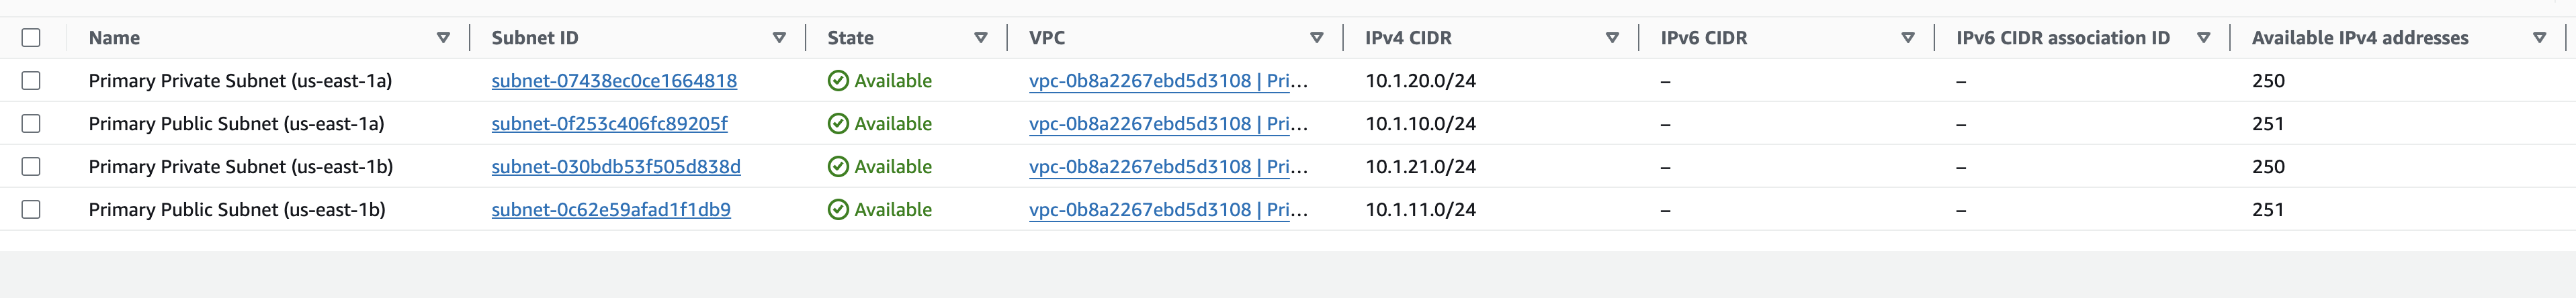 Name Subnet ID State VPC IPv4 CIDR IPv6 CIDR IPv6 CIDR association ID Available IPv4 addresses
Primary Private Subnet (us-east-1a) subnet-07438ec0ce1664818 Available vpc-0b8a2267ebd5d3108 | Pri... 10.1.20.0/24 – – 250
Primary Public Subnet (us-east-1a) subnet-0f253c406fc89205f Available vpc-0b8a2267ebd5d3108 | Pri... 10.1.10.0/24 – – 251
Primary Private Subnet (us-east-1b) subnet-030bdb53f505d838d Available vpc-0b8a2267ebd5d3108 | Pri... 10.1.21.0/24 – – 250
Primary Public Subnet (us-east-1b) subnet-0c62e59afad1f1db9 Available vpc-0b8a2267ebd5d3108 | Pri... 10.1.11.0/24 – – 251